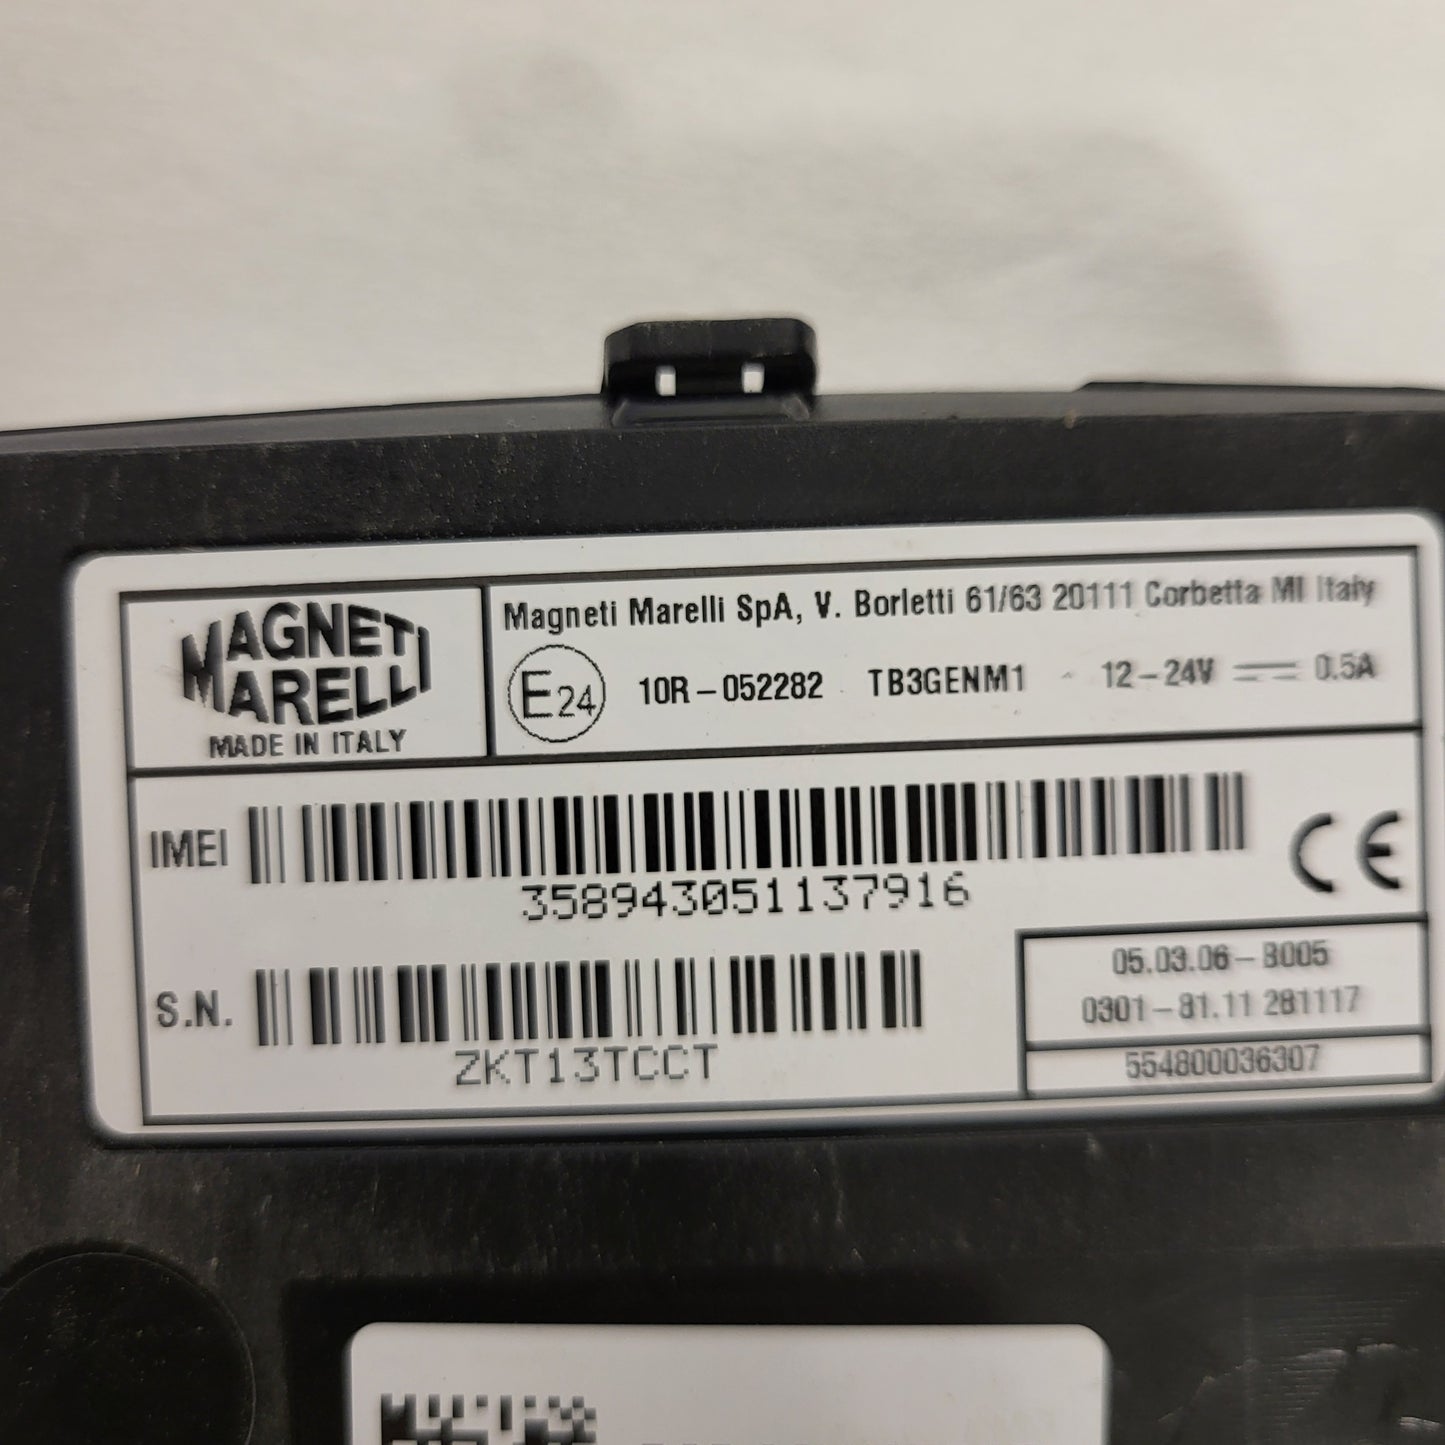 MAGNETI
MARELLI
MADE IN ITALY
Magneti Marelli SpA, V. Borletti 61/63 20111 Corbetta MI Italy
E24 10R-052282 TB3GENM1 - 12-24V 0.5A
IMEI
358943051137916
CE
S.N.
ZKT13TCCT
05.03.06-B005
0301-81.11 281117
554800036307